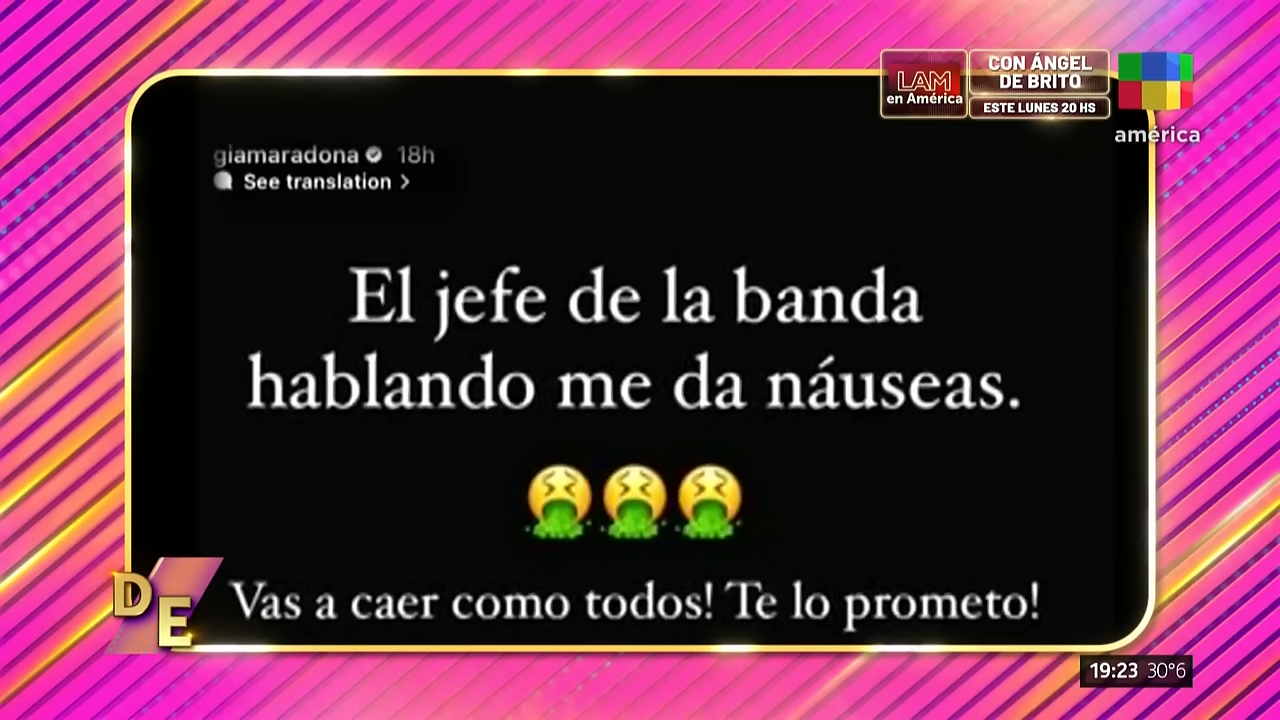 LAM
en América
CON ÁNGEL
DE BRITO
ESTE LUNES 20 HS
américa
giamaradona 18h
See translation >
El jefe de la banda
hablando me da náuseas.
🤮🤮🤮
Vas a caer como todos! Te lo prometo!
DE
19:23 30°6